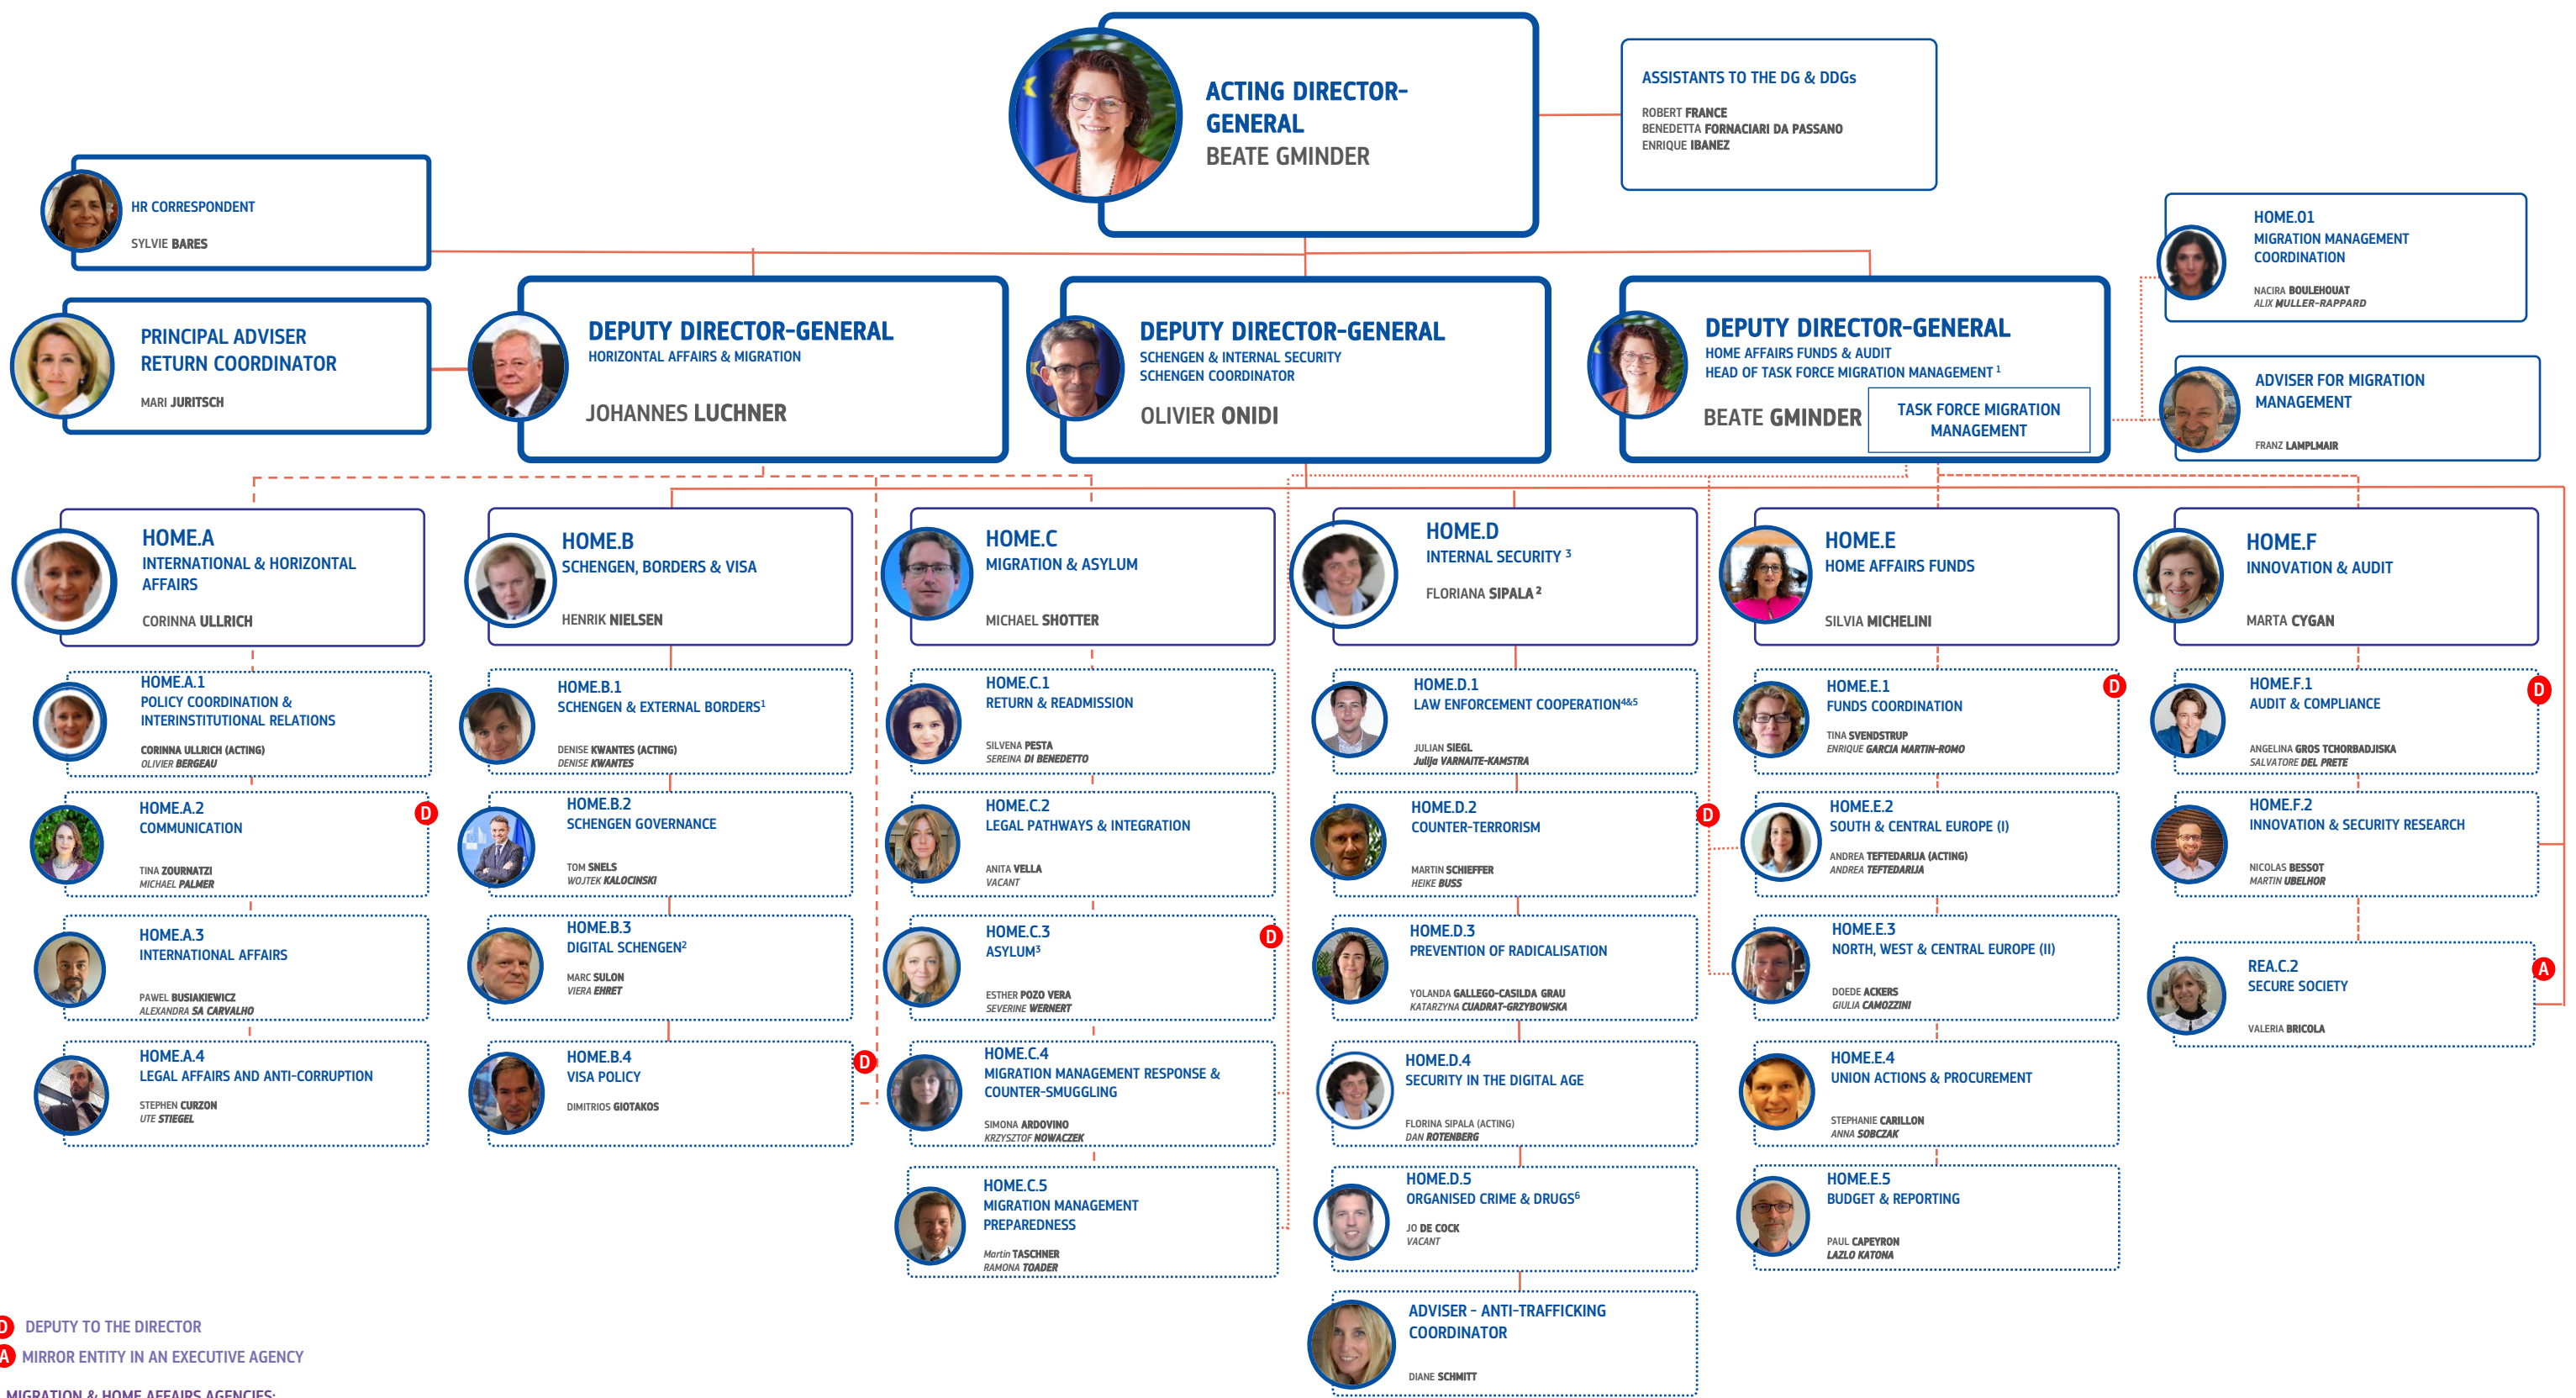 ACTING DIRECTOR-
GENERAL
BEATE GMINDER
ASSISTANTS TO THE DG & DDGs
ROBERT FRANCE
BENEDETTA FORNACIARI DA PASSANO
ENRIQUE IBANEZ
HR CORRESPONDENT
SYLVIE BARES
HOME.01
MIGRATION MANAGEMENT
COORDINATION
NACIRA BOULEHOUAT
ALIX MULLER-RAPPARD
PRINCIPAL ADVISER
RETURN COORDINATOR
MARI JURITSCH
DEPUTY DIRECTOR-GENERAL
HORIZONTAL AFFAIRS & MIGRATION
JOHANNES LUCHNER
DEPUTY DIRECTOR-GENERAL
SCHENGEN & INTERNAL SECURITY
SCHENGEN COORDINATOR
OLIVIER ONIDI
DEPUTY DIRECTOR-GENERAL
HOME AFFAIRS FUNDS & AUDIT
HEAD OF TASK FORCE MIGRATION MANAGEMENT 1
BEATE GMINDER
TASK FORCE MIGRATION
MANAGEMENT
ADVISER FOR MIGRATION
MANAGEMENT
FRANZ LAMPLMAIR
HOME.A
INTERNATIONAL & HORIZONTAL
AFFAIRS
CORINNA ULLRICH
HOME.B
SCHENGEN, BORDERS & VISA
HENRIK NIELSEN
HOME.C
MIGRATION & ASYLUM
MICHAEL SHOTTER
HOME.D
INTERNAL SECURITY 3
FLORIANA SIPALA 2
HOME.E
HOME AFFAIRS FUNDS
SILVIA MICHELINI
HOME.F
INNOVATION & AUDIT
MARTA CYGAN
HOME.A.1
POLICY COORDINATION &
INTERINSTITUTIONAL RELATIONS
CORINNA ULLRICH (ACTING)
OLIVIER BERGEAU
HOME.B.1
SCHENGEN & EXTERNAL BORDERS1
DENISE KWANTES (ACTING)
DENISE KWANTES
HOME.C.1
RETURN & READMISSION
SILVENA PESTA
SEREINA DI BENEDETTO
HOME.D.1
LAW ENFORCEMENT COOPERATION4&5
JULIAN SIEGL
Julija VARNAITE-KAMSTRA
HOME.E.1
FUNDS COORDINATION
TINA SVENDSTRUP
ENRIQUE GARCIA MARTIN-ROMO
D
HOME.F.1
AUDIT & COMPLIANCE
ANGELINA GROS TCHORBADJISKA
SALVATORE DEL PRETE
D
HOME.A.2
COMMUNICATION
TINA ZOURNATZI
MICHAEL PALMER
D
HOME.B.2
SCHENGEN GOVERNANCE
TOM SNELS
WOJTEK KALOCINSKI
HOME.C.2
LEGAL PATHWAYS & INTEGRATION
ANITA VELLA
VACANT
HOME.D.2
COUNTER-TERRORISM
MARTIN SCHIEFFER
HEIKE BUSS
D
HOME.E.2
SOUTH & CENTRAL EUROPE (I)
ANDREA TEFTEDARIJA (ACTING)
ANDREA TEFTEDARIJA
HOME.F.2
INNOVATION & SECURITY RESEARCH
NICOLAS BESSOT
MARTIN UBELHOR
HOME.A.3
INTERNATIONAL AFFAIRS
PAWEL BUSIAKIEWICZ
ALEXANDRA SA CARVALHO
HOME.B.3
DIGITAL SCHENGEN2
MARC SULON
VIERA EHRET
HOME.C.3
ASYLUM3
ESTHER POZO VERA
SEVERINE WERNERT
D
HOME.D.3
PREVENTION OF RADICALISATION
YOLANDA GALLEGO-CASILDA GRAU
KATARZYNA CUADRAT-GRZYBOWSKA
HOME.E.3
NORTH, WEST & CENTRAL EUROPE (II)
DOEDE ACKERS
GIULIA CAMOZZINI
REA.C.2
SECURE SOCIETY
VALERIA BRICOLA
A
HOME.A.4
LEGAL AFFAIRS AND ANTI-CORRUPTION
STEPHEN CURZON
UTE STIEGEL
HOME.B.4
VISA POLICY
DIMITRIOS GIOTAKOS
D
HOME.C.4
MIGRATION MANAGEMENT RESPONSE &
COUNTER-SMUGGLING
SIMONA ARDOVINO
KRZYSZTOF NOWACZEK
HOME.D.4
SECURITY IN THE DIGITAL AGE
FLORINA SIPALA (ACTING)
DAN ROTENBERG
HOME.E.4
UNION ACTIONS & PROCUREMENT
STEPHANIE CARILLON
ANNA SOBCZAK
HOME.C.5
MIGRATION MANAGEMENT
PREPAREDNESS
Martin TASCHNER
RAMONA TOADER
HOME.D.5
ORGANISED CRIME & DRUGS6
JO DE COCK
VACANT
HOME.E.5
BUDGET & REPORTING
PAUL CAPEYRON
LAZLO KATONA
ADVISER - ANTI-TRAFFICKING
COORDINATOR
DIANE SCHMITT
D DEPUTY TO THE DIRECTOR
A MIRROR ENTITY IN AN EXECUTIVE AGENCY
MIGRATION & HOME AFFAIRS AGENCIES: